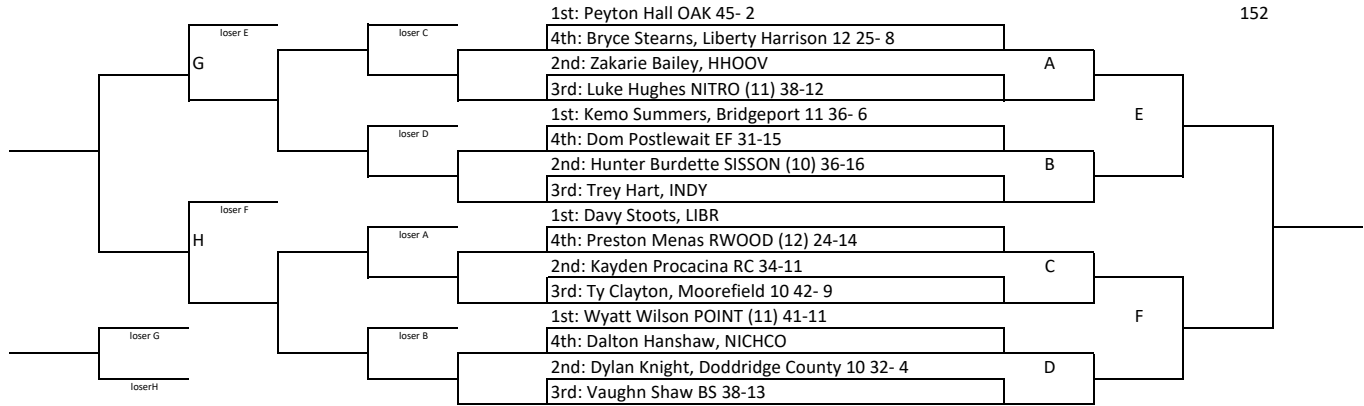 1st: Peyton Hall OAK 45- 2
152
loser E
loser C
4th: Bryce Stearns, Liberty Harrison 12 25- 8
G
2nd: Zakarie Bailey, HHOOV
A
3rd: Luke Hughes NITRO (11) 38-12
1st: Kemo Summers, Bridgeport 11 36- 6
E
loser D
4th: Dom Postlewait EF 31-15
2nd: Hunter Burdette SISSON (10) 36-16
B
3rd: Trey Hart, INDY
loser F
1st: Davy Stoots, LIBR
H
loser A
4th: Preston Menas RWOOD (12) 24-14
2nd: Kayden Procacina RC 34-11
C
3rd: Ty Clayton, Moorefield 10 42- 9
1st: Wyatt Wilson POINT (11) 41-11
F
loser G
loser B
4th: Dalton Hanshaw, NICHCO
2nd: Dylan Knight, Doddridge County 10 32- 4
D
loserH
3rd: Vaughn Shaw BS 38-13